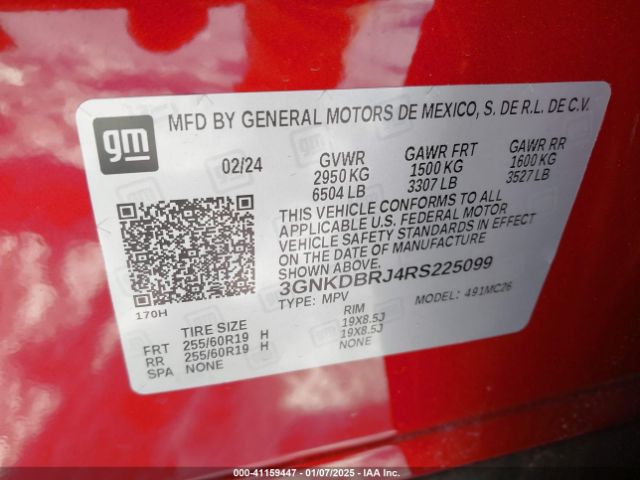 gm
MFD BY GENERAL MOTORS DE MEXICO, S. DE R.L. DE C.V.
02/24 GVWR GAWR FRT GAWR RR
2950 KG 1500 KG 1600 KG
6504 LB 3307 LB 3527 LB
THIS VEHICLE CONFORMS TO ALL
APPLICABLE U.S. FEDERAL MOTOR
VEHICLE SAFETY STANDARDS IN EFFECT
ON THE DATE OF MANUFACTURE
SHOWN ABOVE.
3GNKDBRJ4RS225099
TYPE: MPV MODEL: 491MC26
170H
TIRE SIZE RIM
FRT 255/60R19 H 19X8.5J
RR 255/60R19 H 19X8.5J
SPA NONE NONE
000-41159447 - 01/07/2025 - IAA Inc.